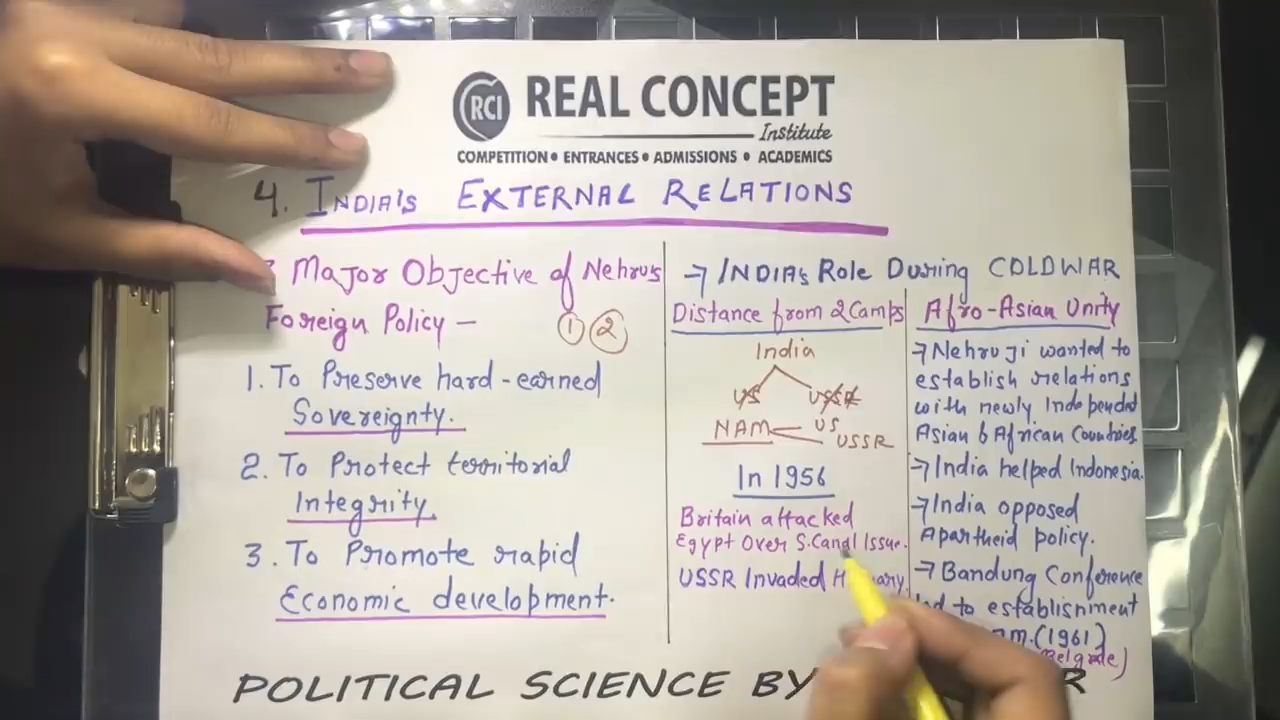 RCI
REAL CONCEPT
Institute
COMPETITION • ENTRANCES • ADMISSIONS • ACADEMICS
4. INDIA's EXTERNAL RELATIONS
Major Objective of Nehru's
Foreign Policy —
① ②
1. To Preserve hard-earned
Sovereignty.
2. To Protect territorial
Integrity.
3. To Promote rapid
Economic development.
→ INDIA's Role During COLDWAR
Distance from 2 Camps
India
US USSR
NAM US
USSR
In 1956
Britain attacked
Egypt Over S.Canal Issue.
USSR Invaded
Afro-Asian Unity
→ Nehru ji wanted to
establish relations
with newly Independed
Asian & African Countries
→ India helped Indonesia.
→ India opposed
Apartheid policy.
→ Bandung Conference
to establishment
(1961)
POLITICAL SCIENCE BY